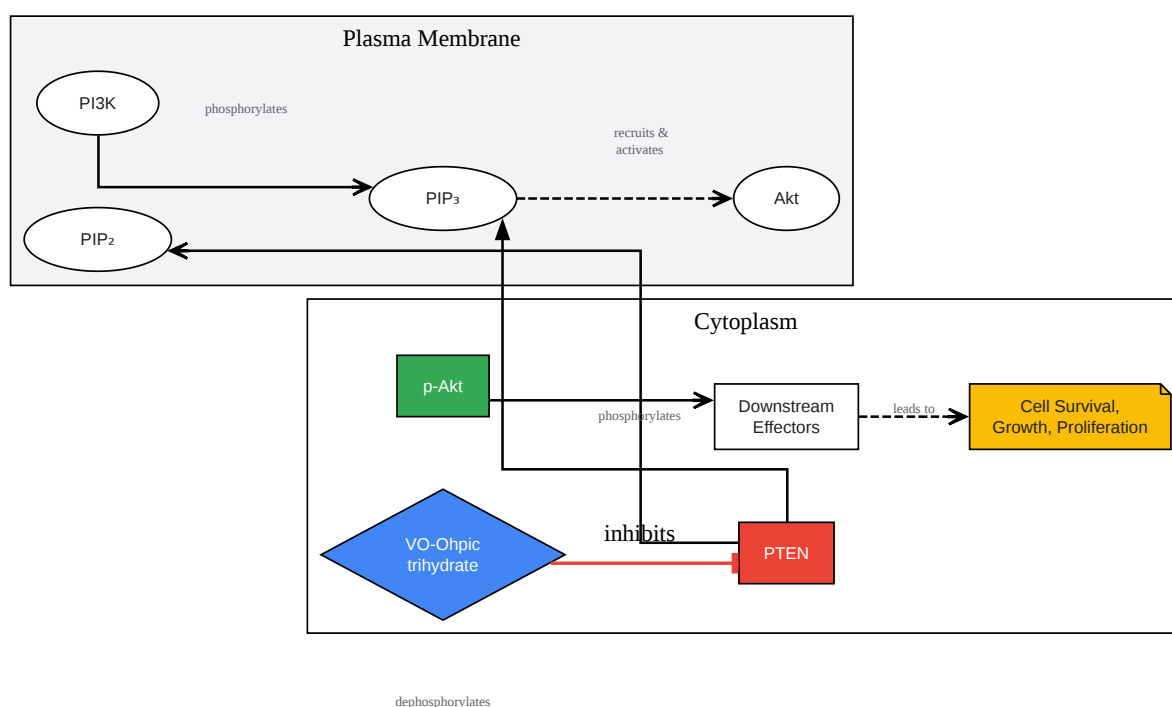 Plasma Membrane
PI3K
phosphorylates
recruits &
activates
PIP₃
Akt
PIP₂
Cytoplasm
p-Akt
phosphorylates
Downstream
Effectors
leads to
Cell Survival,
Growth, Proliferation
inhibits
VO-Ohpic
trihydrate
PTEN
dephosphorylates